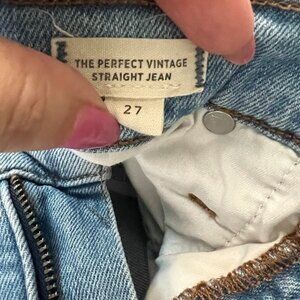 THE PERFECT VINTAGE
STRAIGHT JEAN
27